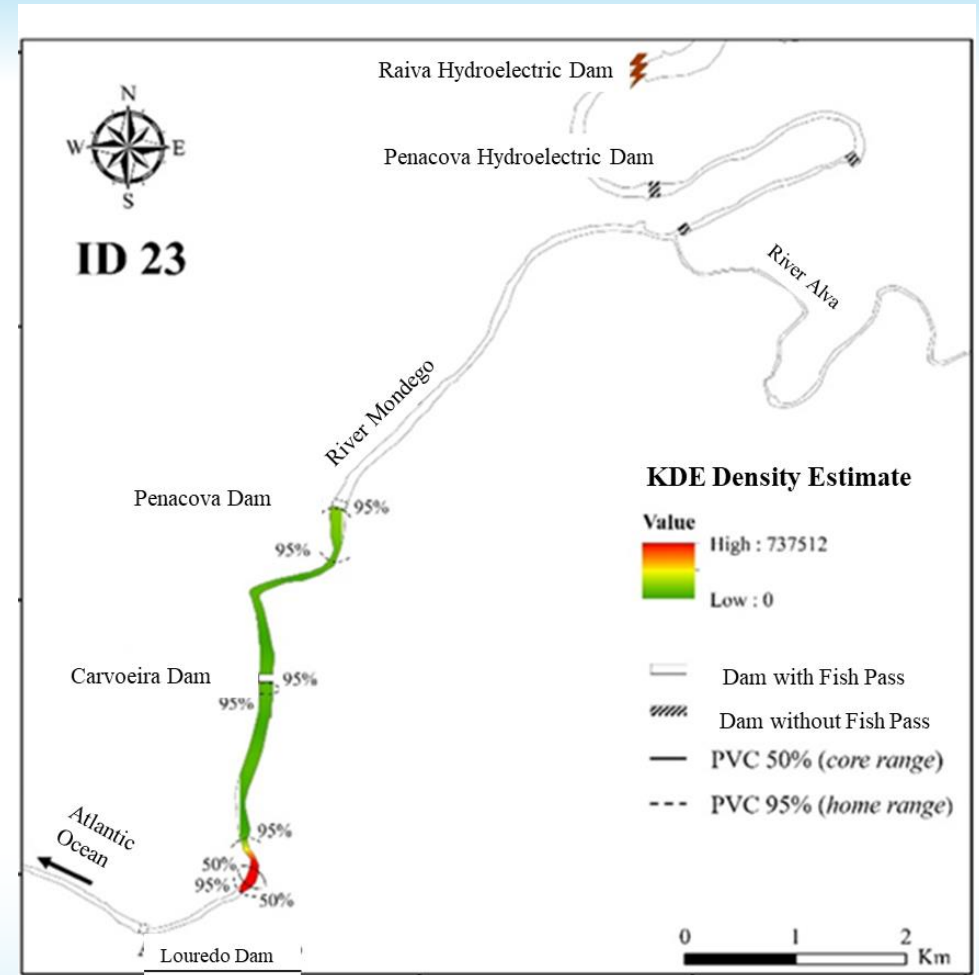 Raiva Hydroelectric Dam
N
W
E
S
Penacova Hydroelectric Dam
ID 23
River Alva
River Mondego
KDE Density Estimate
Value
High : 737512
Low : 0
Penacova Dam
95%
95%
Carvoeira Dam
95%
95%
Dam with Fish Pass
Dam without Fish Pass
PVC 50% (core range)
PVC 95% (home range)
Atlantic
Ocean
95%
50%
95%
50%
Louredo Dam
0
1
2
Km